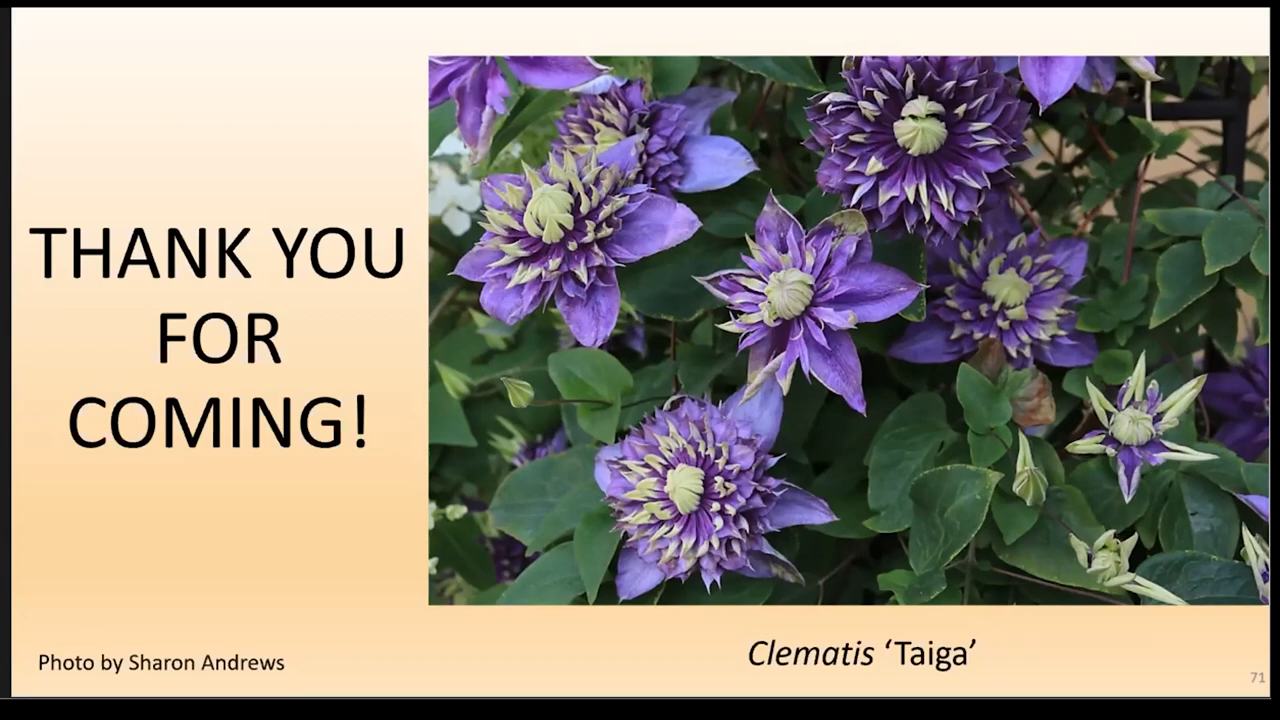 THANK YOU
FOR
COMING!
Photo by Sharon Andrews
Clematis ‘Taiga’
71